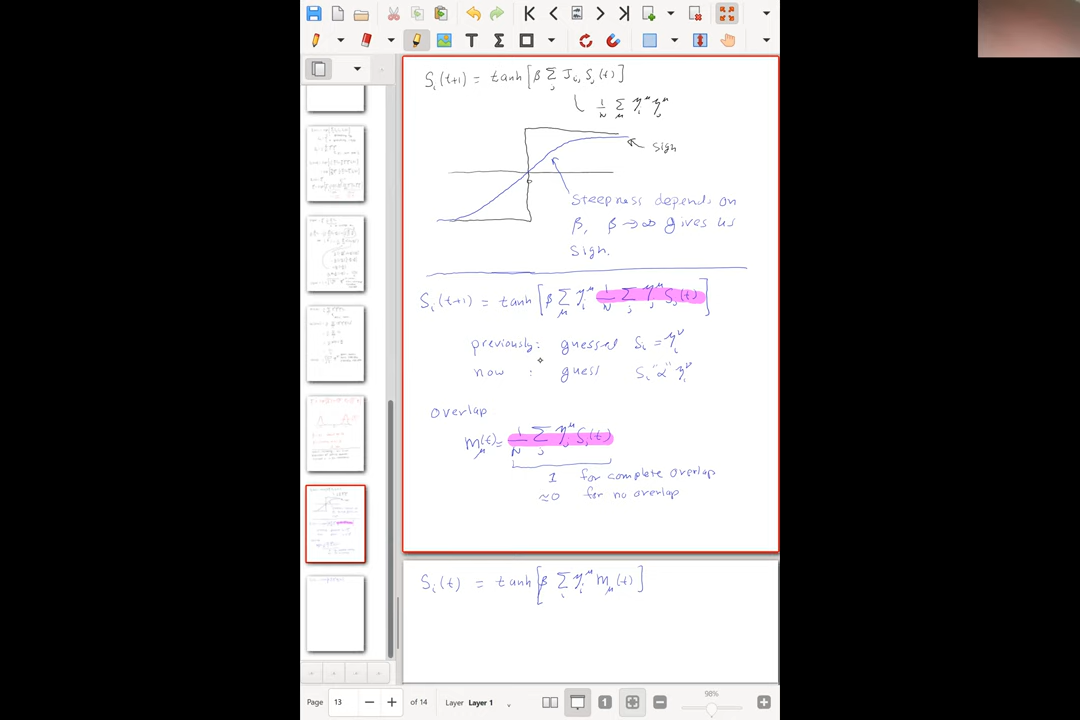 S_i(t+1) = tanh[β Σ_j J_ij S_j(t)]
1/N Σ_μ η_i^μ η_j^μ
Sign
Steepness depends on
β, β → ∞ gives us
Sign.
S_i(t+1) = tanh[β Σ_μ η_i^μ 1/N Σ_j η_j^μ S_j(t)]
previously: guessed S_i = η_i^ν
now : guess S_i "α" η_i^ν
overlap
m_μ(t) = 1/N Σ_j η_j^μ S_j(t)
1 for complete overlap
≈0 for no overlap
S_i(t) = tanh[β Σ_i η_i^μ m_μ(t)]
Page 13 of 14 Layer Layer 1 98%